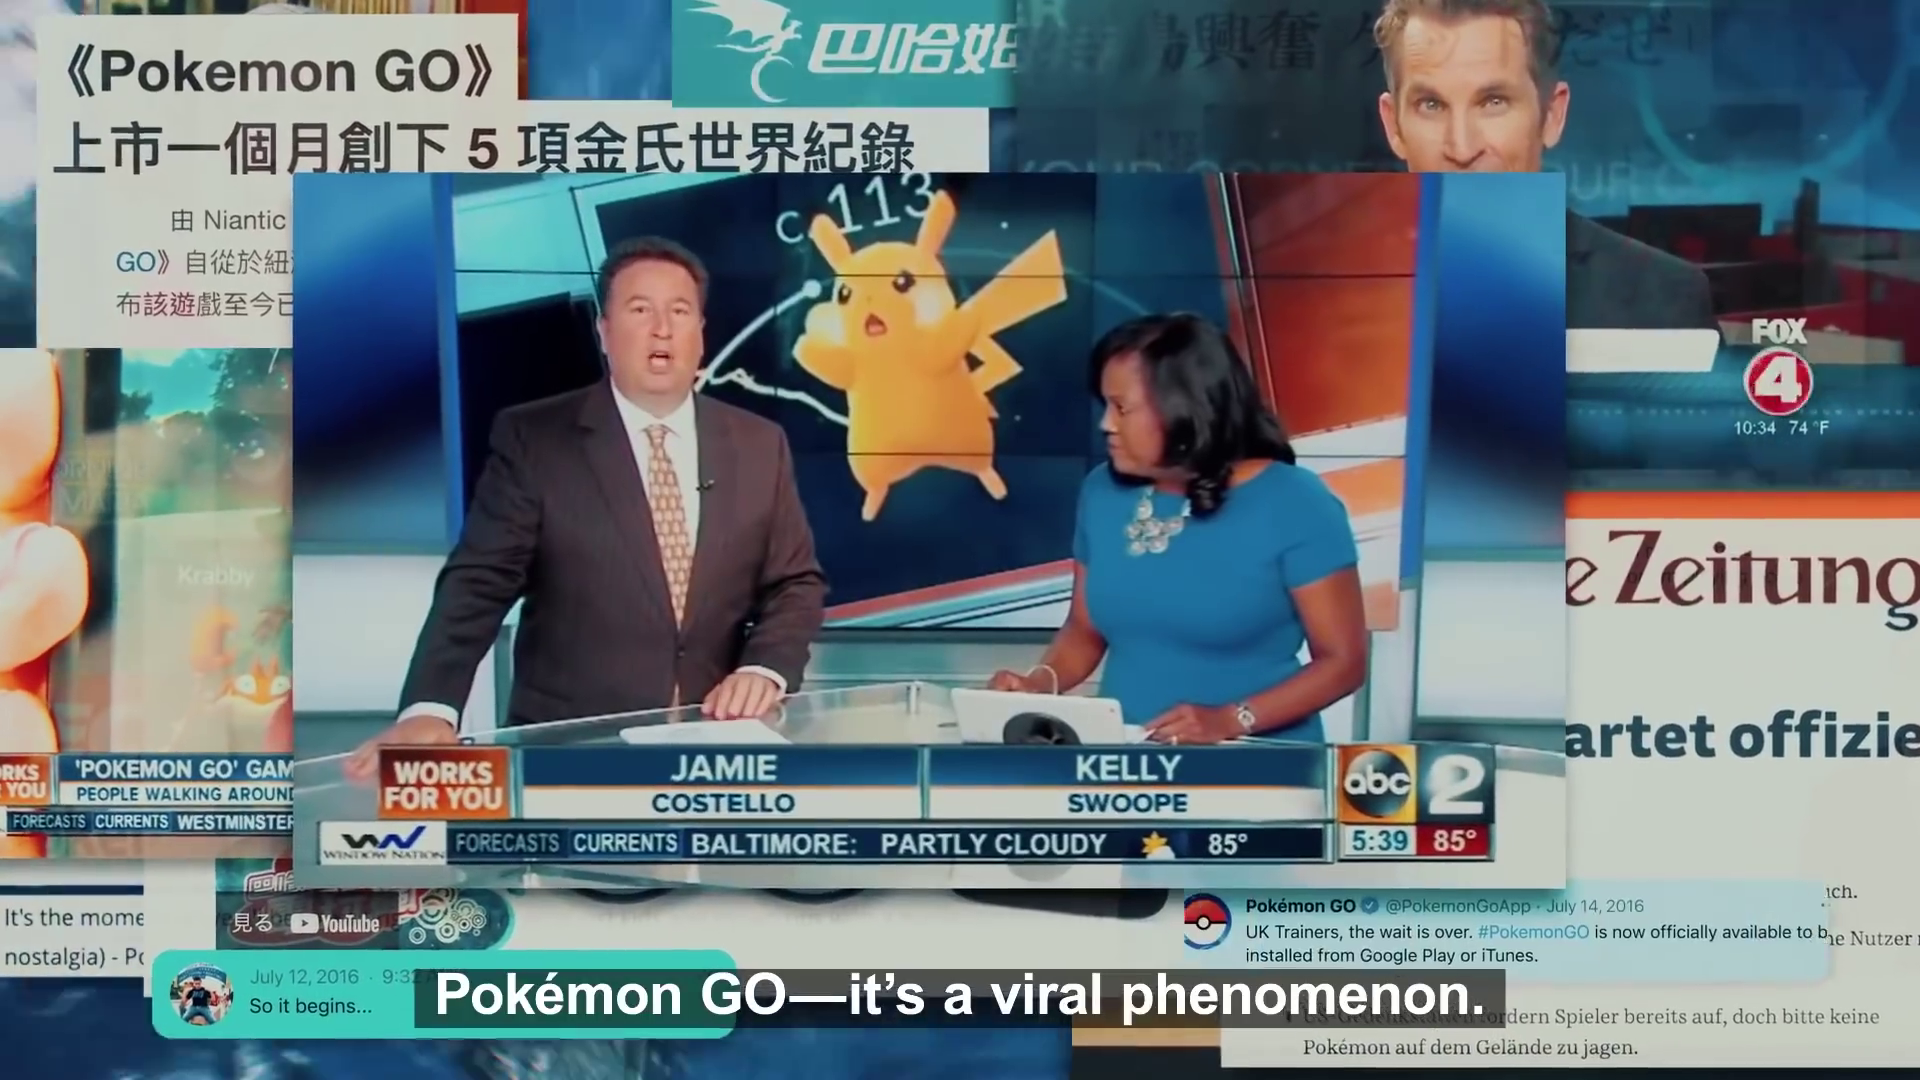 《Pokemon GO》
上市一個月創下 5 項金氏世界紀錄
由 Niantic
GO》自從於紐
布該遊戲至今已
巴哈姆
興奮
だぜ
c.113
FOX
4
10:34 74°F
Krabby
e Zeitung
artet offizie
RKS
YOU
'POKEMON GO' GAM
PEOPLE WALKING AROUND
FORECASTS CURRENTS WESTMINSTER
WORKS
FOR YOU
JAMIE
COSTELLO
KELLY
SWOOPE
abc 2
WINDOW NATION
FORECASTS CURRENTS BALTIMORE: PARTLY CLOUDY 85°
5:39 85°
It's the mome
nostalgia) - Po
見る YouTube
July 12, 2016 · 9:32
So it begins...
Pokémon GO @PokemonGoApp · July 14, 2016
UK Trainers, the wait is over. #PokemonGO is now officially available to b
installed from Google Play or iTunes.
ich.
ne Nutzer
Pokémon GO—it's a viral phenomenon.
US-Gedenkstätten fordern Spieler bereits auf, doch bitte keine
Pokémon auf dem Gelände zu jagen.